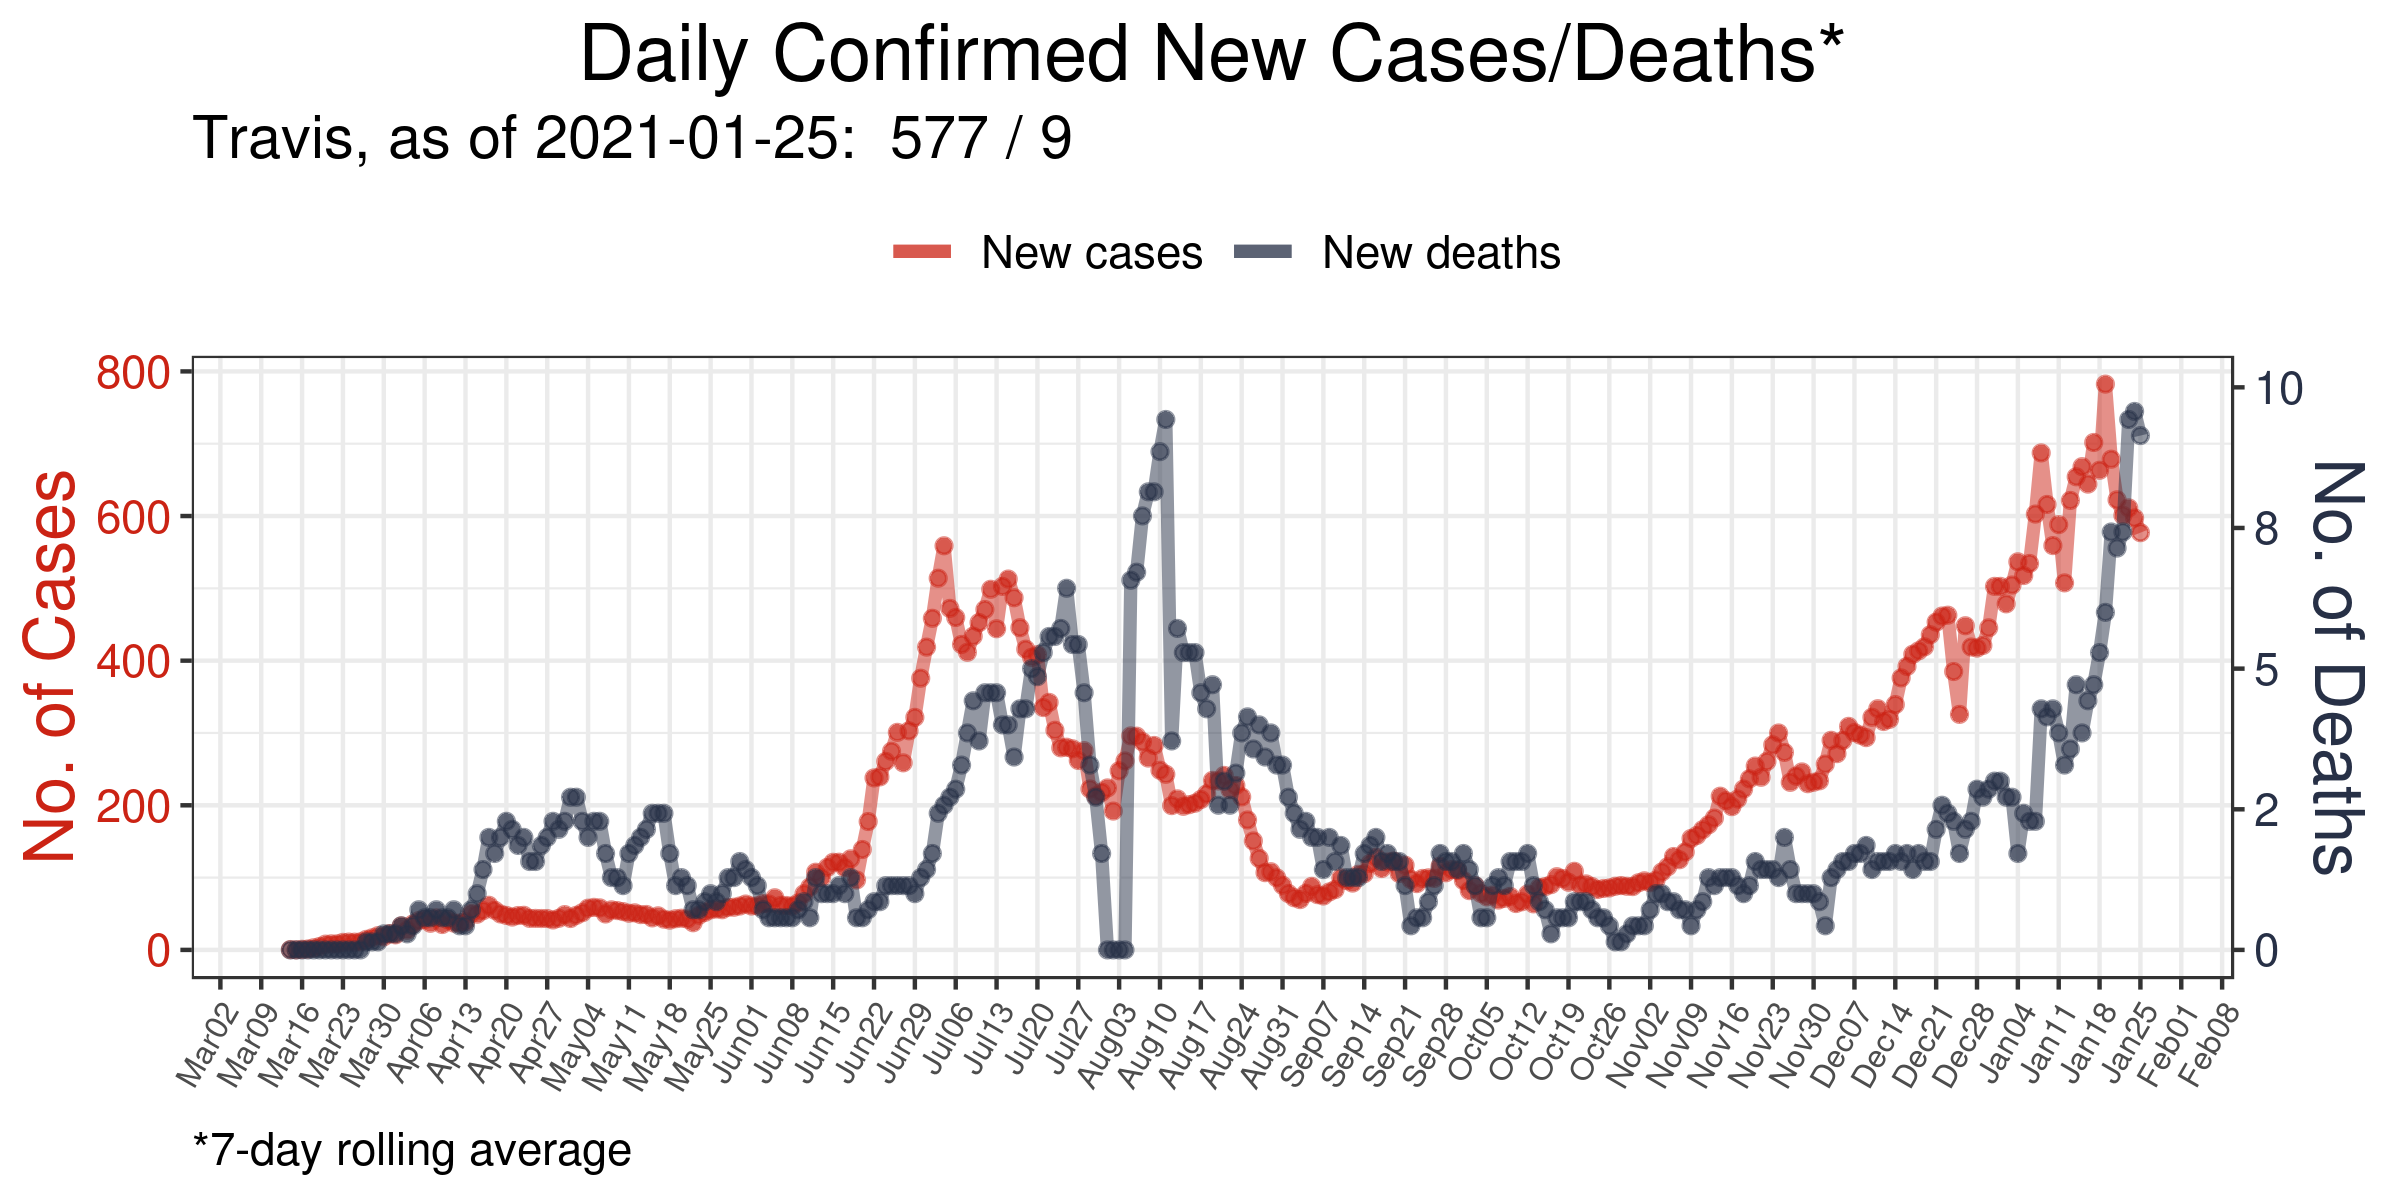 Daily Confirmed New Cases/Deaths*
Travis, as of 2021-01-25:  577 / 9
New cases New deaths
No. of Cases
800
600
400
200
0
10
8
5
2
0
No. of Deaths
Mar02 Mar09 Mar16 Mar23 Mar30 Apr06 Apr13 Apr20 Apr27 May04 May11 May18 May25 Jun01 Jun08 Jun15 Jun22 Jun29 Jul06 Jul13 Jul20 Jul27 Aug03 Aug10 Aug17 Aug24 Aug31 Sep07 Sep14 Sep21 Sep28 Oct05 Oct12 Oct19 Oct26 Nov02 Nov09 Nov16 Nov23 Nov30 Dec07 Dec14 Dec21 Dec28 Jan04 Jan11 Jan18 Jan25 Feb01 Feb08
*7-day rolling average